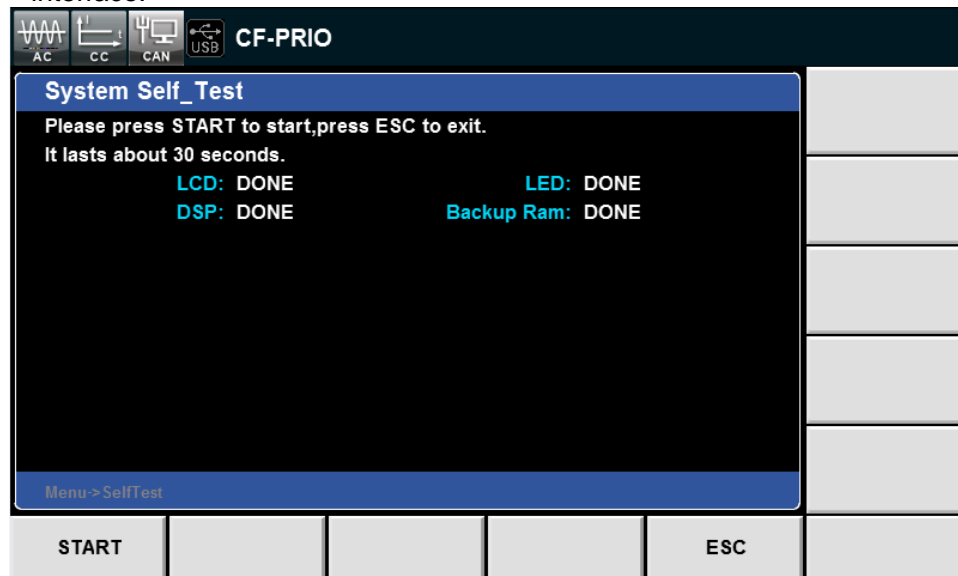 interface.
AC CC CAN USB CF-PRIO
System Self_Test
Please press START to start,press ESC to exit.
It lasts about 30 seconds.
LCD: DONE LED: DONE
DSP: DONE Backup Ram: DONE
Menu->SelfTest
START ESC